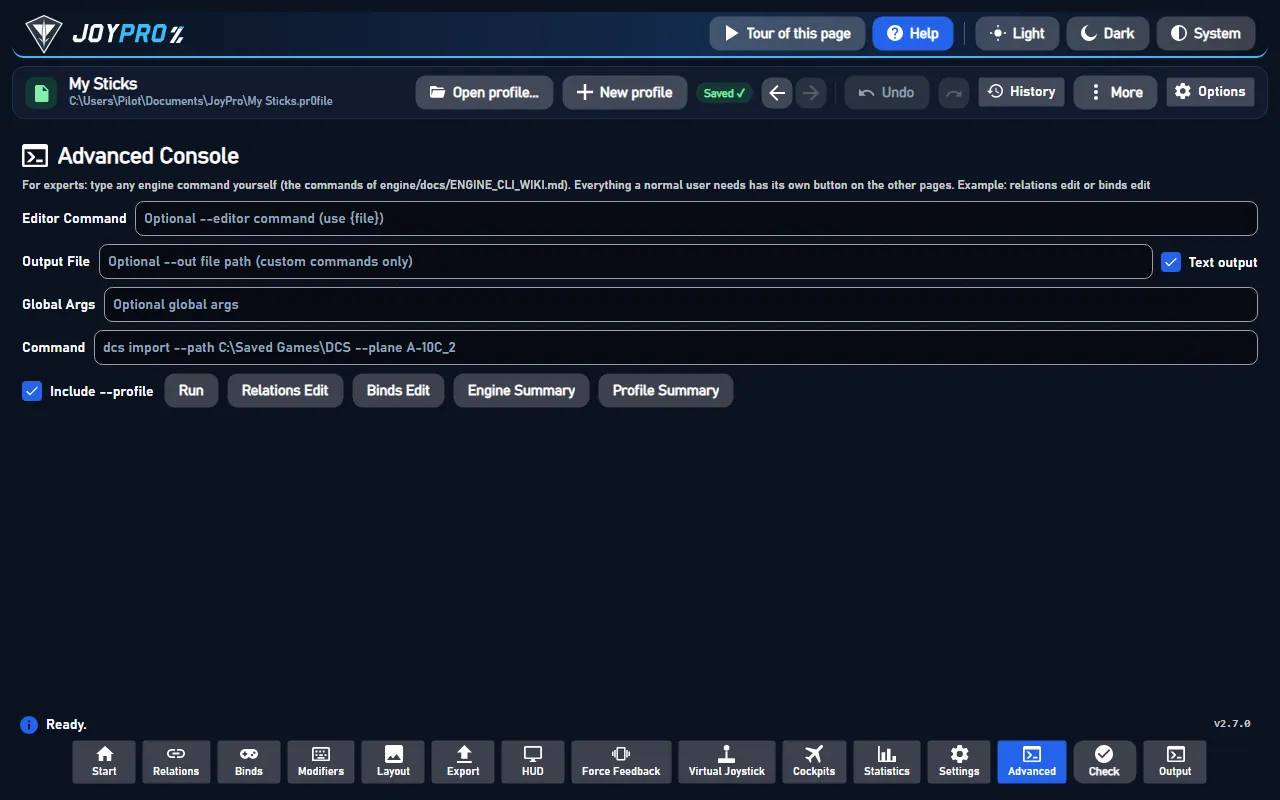 JOYPRO
Tour of this page
Help
Light
Dark
System
My Sticks
C:\Users\Pilot\Documents\JoyPro\My Sticks.pr0file
Open profile...
New profile
Saved ✓
Undo
History
More
Options
Advanced Console
For experts: type any engine command yourself (the commands of engine/docs/ENGINE_CLI_WIKI.md). Everything a normal user needs has its own button on the other pages. Example: relations edit or binds edit
Editor Command
Optional --editor command (use {file})
Output File
Optional --out file path (custom commands only)
Text output
Global Args
Optional global args
Command
dcs import --path C:\Saved Games\DCS --plane A-10C_2
Include --profile
Run
Relations Edit
Binds Edit
Engine Summary
Profile Summary
Ready.
v2.7.0
Start
Relations
Binds
Modifiers
Layout
Export
HUD
Force Feedback
Virtual Joystick
Cockpits
Statistics
Settings
Advanced
Check
Output